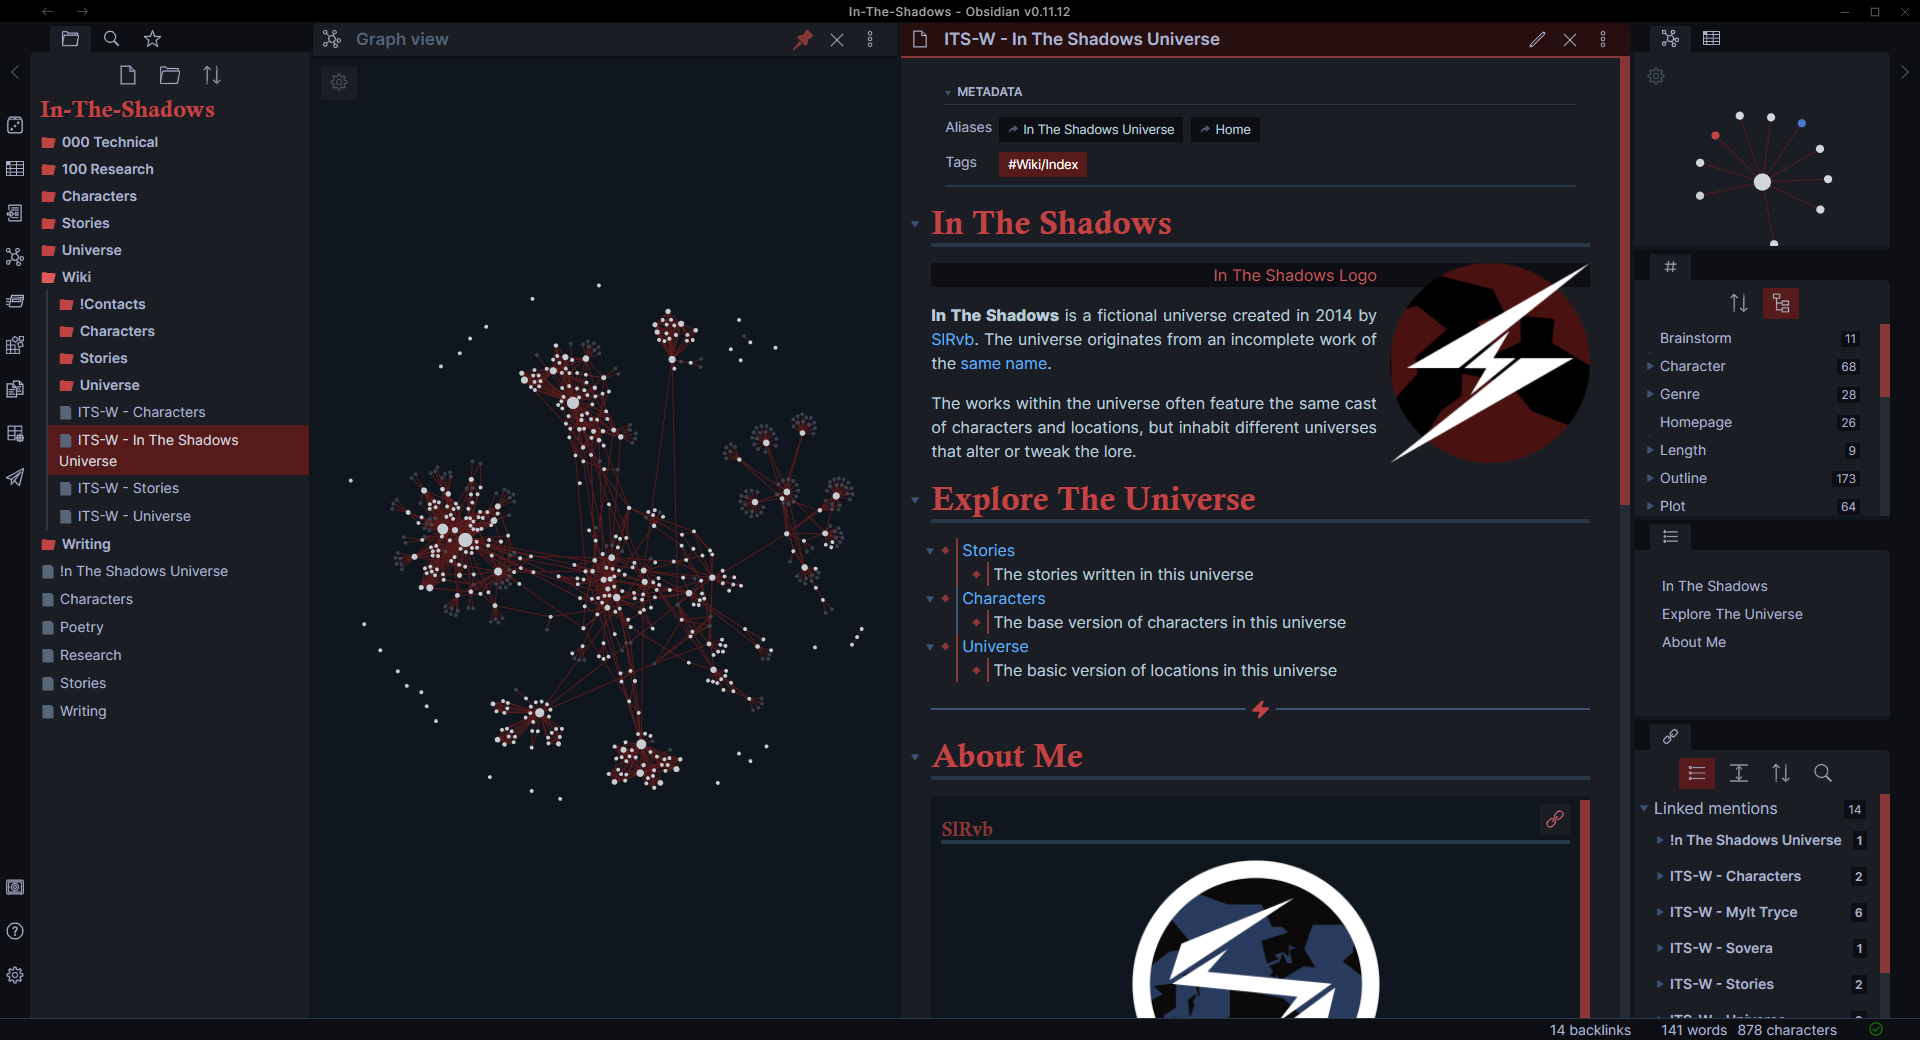 In-The-Shadows - Obsidian v0.11.12
In-The-Shadows
000 Technical
100 Research
Characters
Stories
Universe
Wiki
!Contacts
Characters
Stories
Universe
ITS-W - Characters
ITS-W - In The Shadows
Universe
ITS-W - Stories
ITS-W - Universe
Writing
!n The Shadows Universe
Characters
Poetry
Research
Stories
Writing
Graph view
ITS-W - In The Shadows Universe
METADATA
Aliases In The Shadows Universe Home
Tags #Wiki/Index
In The Shadows
In The Shadows Logo
In The Shadows is a fictional universe created in 2014 by
SlRvb. The universe originates from an incomplete work of
the same name.
The works within the universe often feature the same cast
of characters and locations, but inhabit different universes
that alter or tweak the lore.
Explore The Universe
Stories
The stories written in this universe
Characters
The base version of characters in this universe
Universe
The basic version of locations in this universe
About Me
SlRvb
#
Brainstorm 11
Character 68
Genre 28
Homepage 26
Length 9
Outline 173
Plot 64
In The Shadows
Explore The Universe
About Me
Linked mentions 14
!n The Shadows Universe 1
ITS-W - Characters 2
ITS-W - Mylt Tryce 6
ITS-W - Sovera 1
ITS-W - Stories 2
ITS-W - Universe
14 backlinks 141 words 878 characters